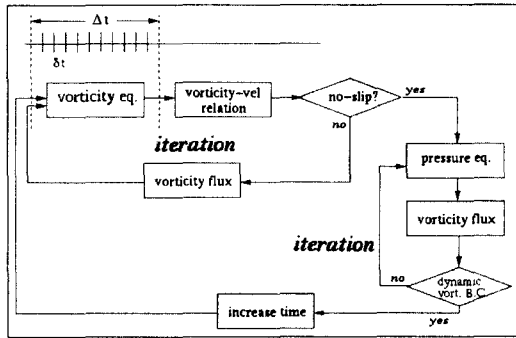 Δt
δt
vorticity eq.
vorticity-vel
relation
no-slip?
yes
no
iteration
vorticity flux
pressure eq.
vorticity flux
iteration
no
dynamic
vort. B.C
yes
increase time